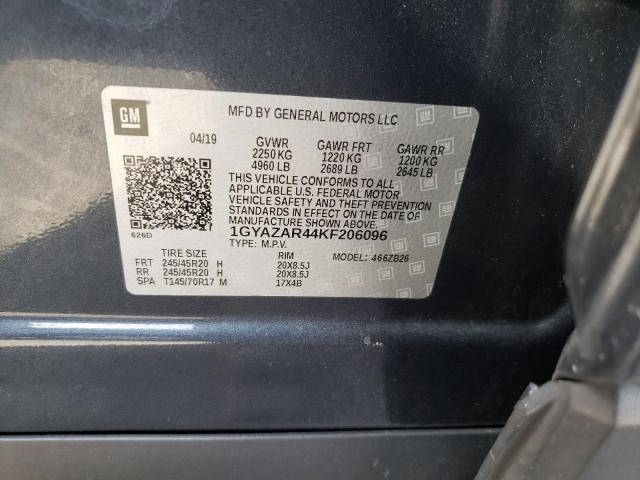 GM
MFD BY GENERAL MOTORS LLC
04/19 GVWR GAWR FRT GAWR RR
2250 KG 1220 KG 1200 KG
4960 LB 2689 LB 2645 LB
THIS VEHICLE CONFORMS TO ALL
APPLICABLE U.S. FEDERAL MOTOR
VEHICLE SAFETY AND THEFT PREVENTION
STANDARDS IN EFFECT ON THE DATE OF
MANUFACTURE SHOWN ABOVE.
1GYAZAR44KF206096
626D TYPE: M.P.V. MODEL: 466ZB26
TIRE SIZE RIM
FRT 245/45R20 H 20X8.5J
RR 245/45R20 H 20X8.5J
SPA T145/70R17 M 17X4B